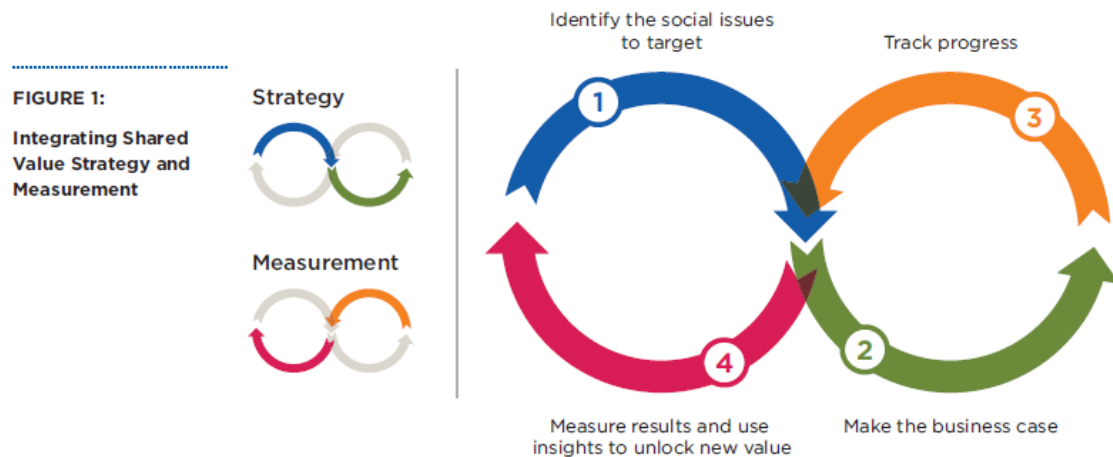 FIGURE 1:
Integrating Shared
Value Strategy and
Measurement
Strategy
Measurement
Identify the social issues
to target
Track progress
1
3
4
2
Measure results and use
insights to unlock new value
Make the business case